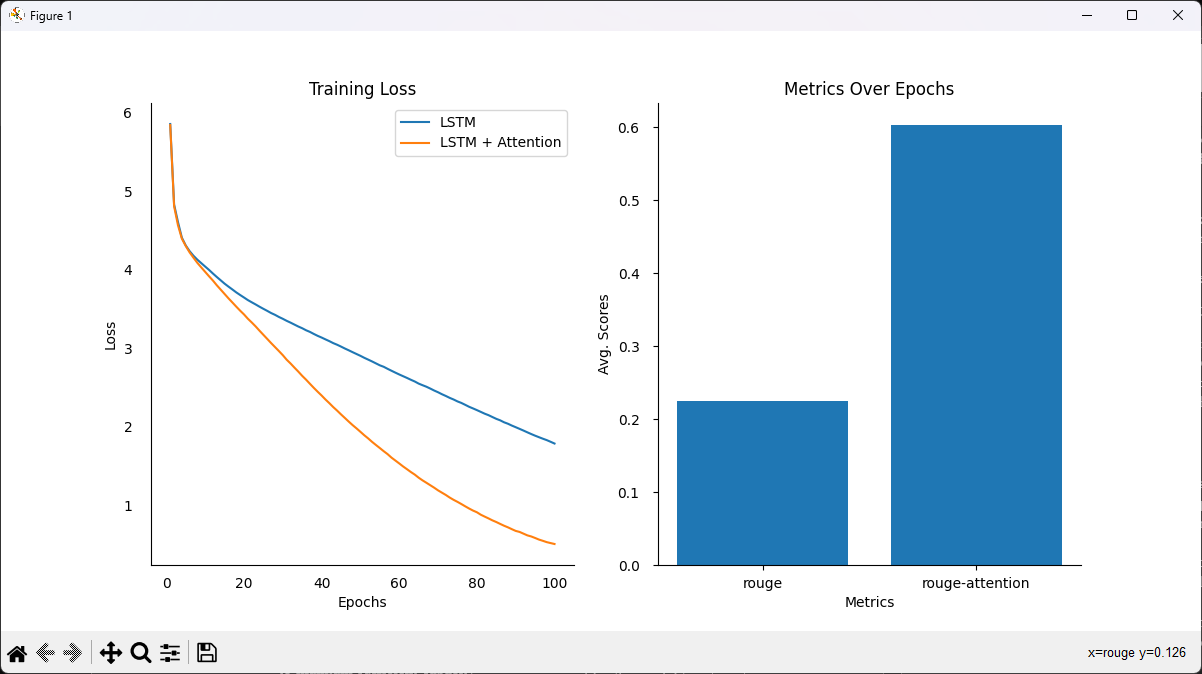 Figure 1
Training Loss
6
5
4
3
2
1
Loss
LSTM
LSTM + Attention
0
20
40
60
80
100
Epochs
Metrics Over Epochs
0.6
0.5
0.4
0.3
0.2
0.1
0.0
Avg. Scores
rouge
rouge-attention
Metrics
x=rouge y=0.126